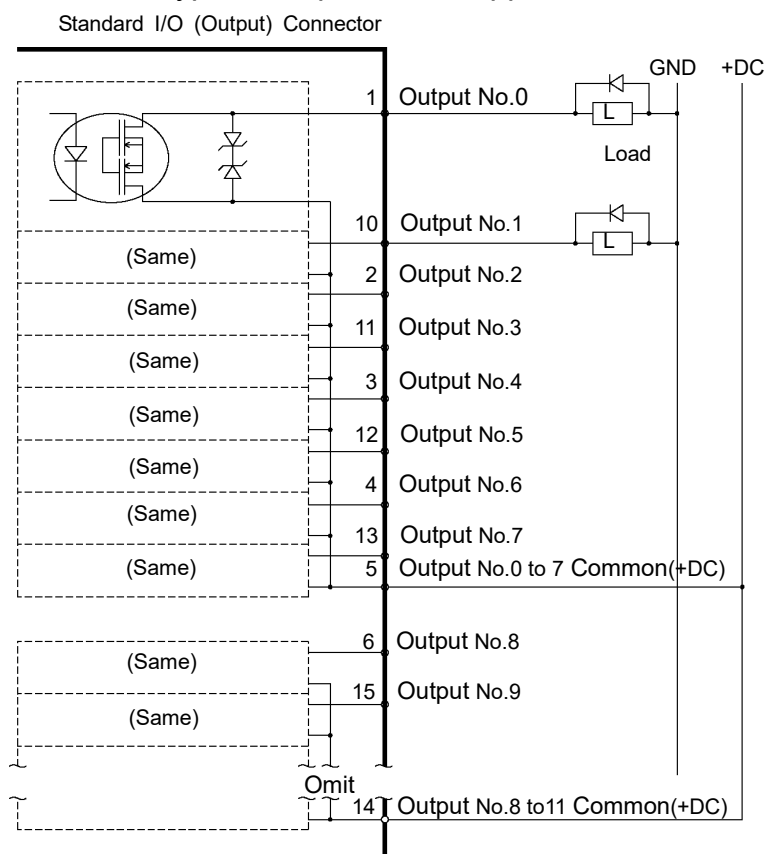 Standard I/O (Output) Connector
GND +DC
1 Output No.0
L
Load
10 Output No.1
L
(Same)
2 Output No.2
(Same)
11 Output No.3
(Same)
3 Output No.4
(Same)
12 Output No.5
(Same)
4 Output No.6
(Same)
13 Output No.7
(Same)
5 Output No.0 to 7 Common(+DC)
6 Output No.8
(Same)
15 Output No.9
(Same)
Omit
14 Output No.8 to11 Common(+DC)